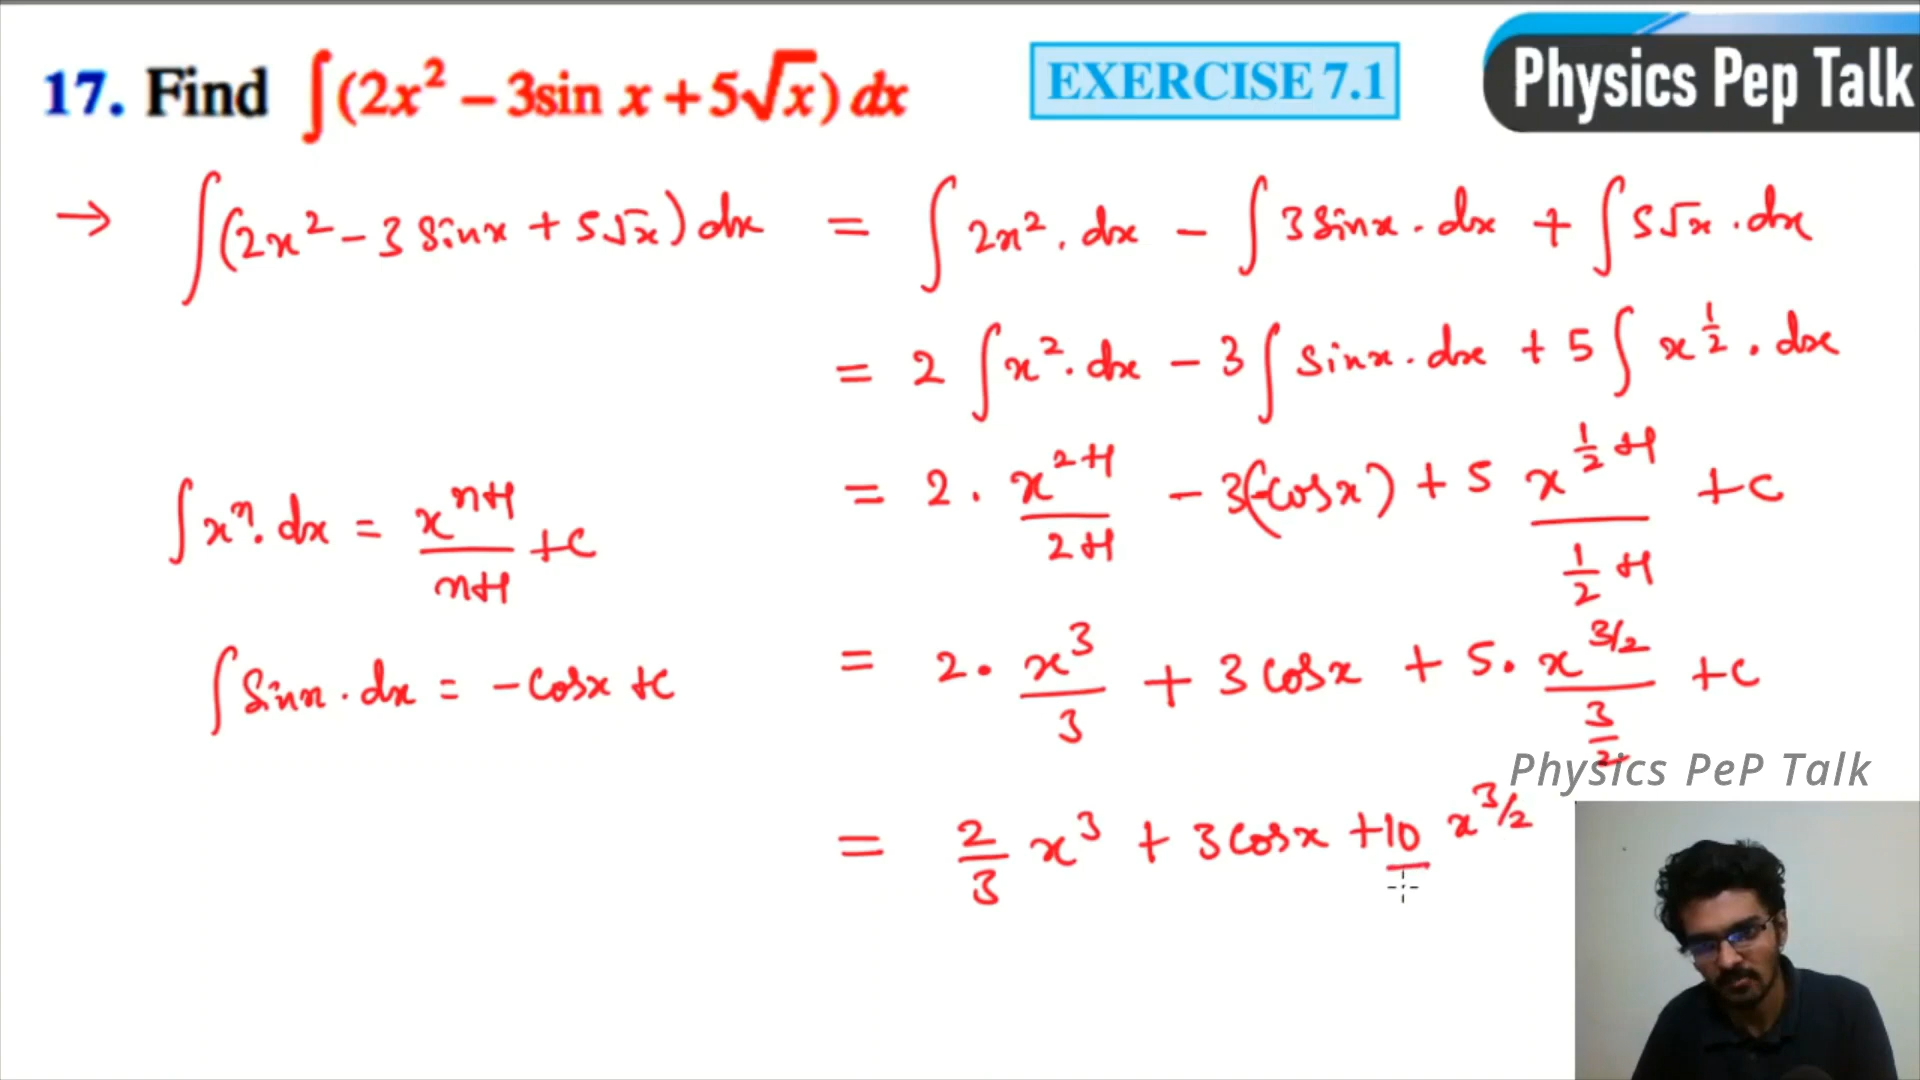 17. Find ∫(2x² – 3sin x + 5√x) dx
EXERCISE 7.1
Physics Pep Talk
→ ∫(2x² – 3 sinx + 5√x) dx = ∫2x². dx – ∫3 sinx . dx + ∫5√x . dx
= 2 ∫x². dx – 3 ∫ sinx . dx + 5 ∫ x^(1/2) . dx
= 2 . x^(2+1)/(2+1) – 3(-cosx) + 5 x^(1/2+1)/(1/2+1) + c
∫xⁿ. dx = x^(n+1)/(n+1) + c
= 2 . x³/3 + 3 cosx + 5 . x^(3/2)/(3/2) + c
∫sinx . dx = - cosx + c
Physics PeP Talk
= 2/3 x³ + 3 cosx + 10 x^(3/2)